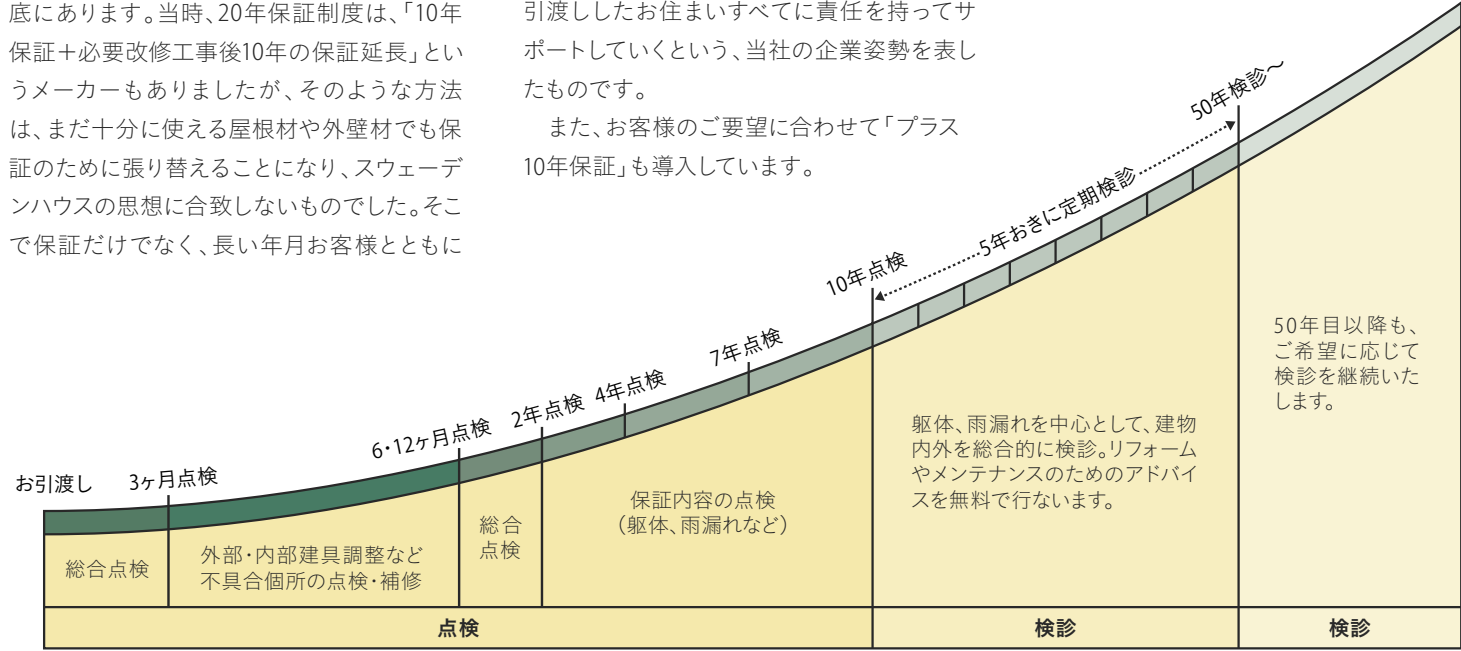 底にあります。当時、20年保証制度は、「10年
保証＋必要改修工事後10年の保証延長」とい
うメーカーもありましたが、そのような方法
は、まだ十分に使える屋根材や外壁材でも保
証のために張り替えることになり、スウェーデ
ンハウスの思想に合致しないものでした。そこ
で保証だけでなく、長い年月お客様とともに
引渡ししたお住まいすべてに責任を持ってサ
ポートしていくという、当社の企業姿勢を表し
たものです。
また、お客様のご要望に合わせて「プラス
10年保証」も導入しています。
お引渡し
3ヶ月点検
6・12ヶ月点検
2年点検
4年点検
7年点検
10年点検
5年おきに定期検診
50年検診〜
総合点検
外部・内部建具調整など
不具合個所の点検・補修
総合
点検
保証内容の点検
（躯体、雨漏れなど）
躯体、雨漏れを中心として、建物
内外を総合的に検診。リフォーム
やメンテナンスのためのアドバイ
スを無料で行ないます。
50年目以降も、
ご希望に応じて
検診を継続いた
します。
点検
検診
検診